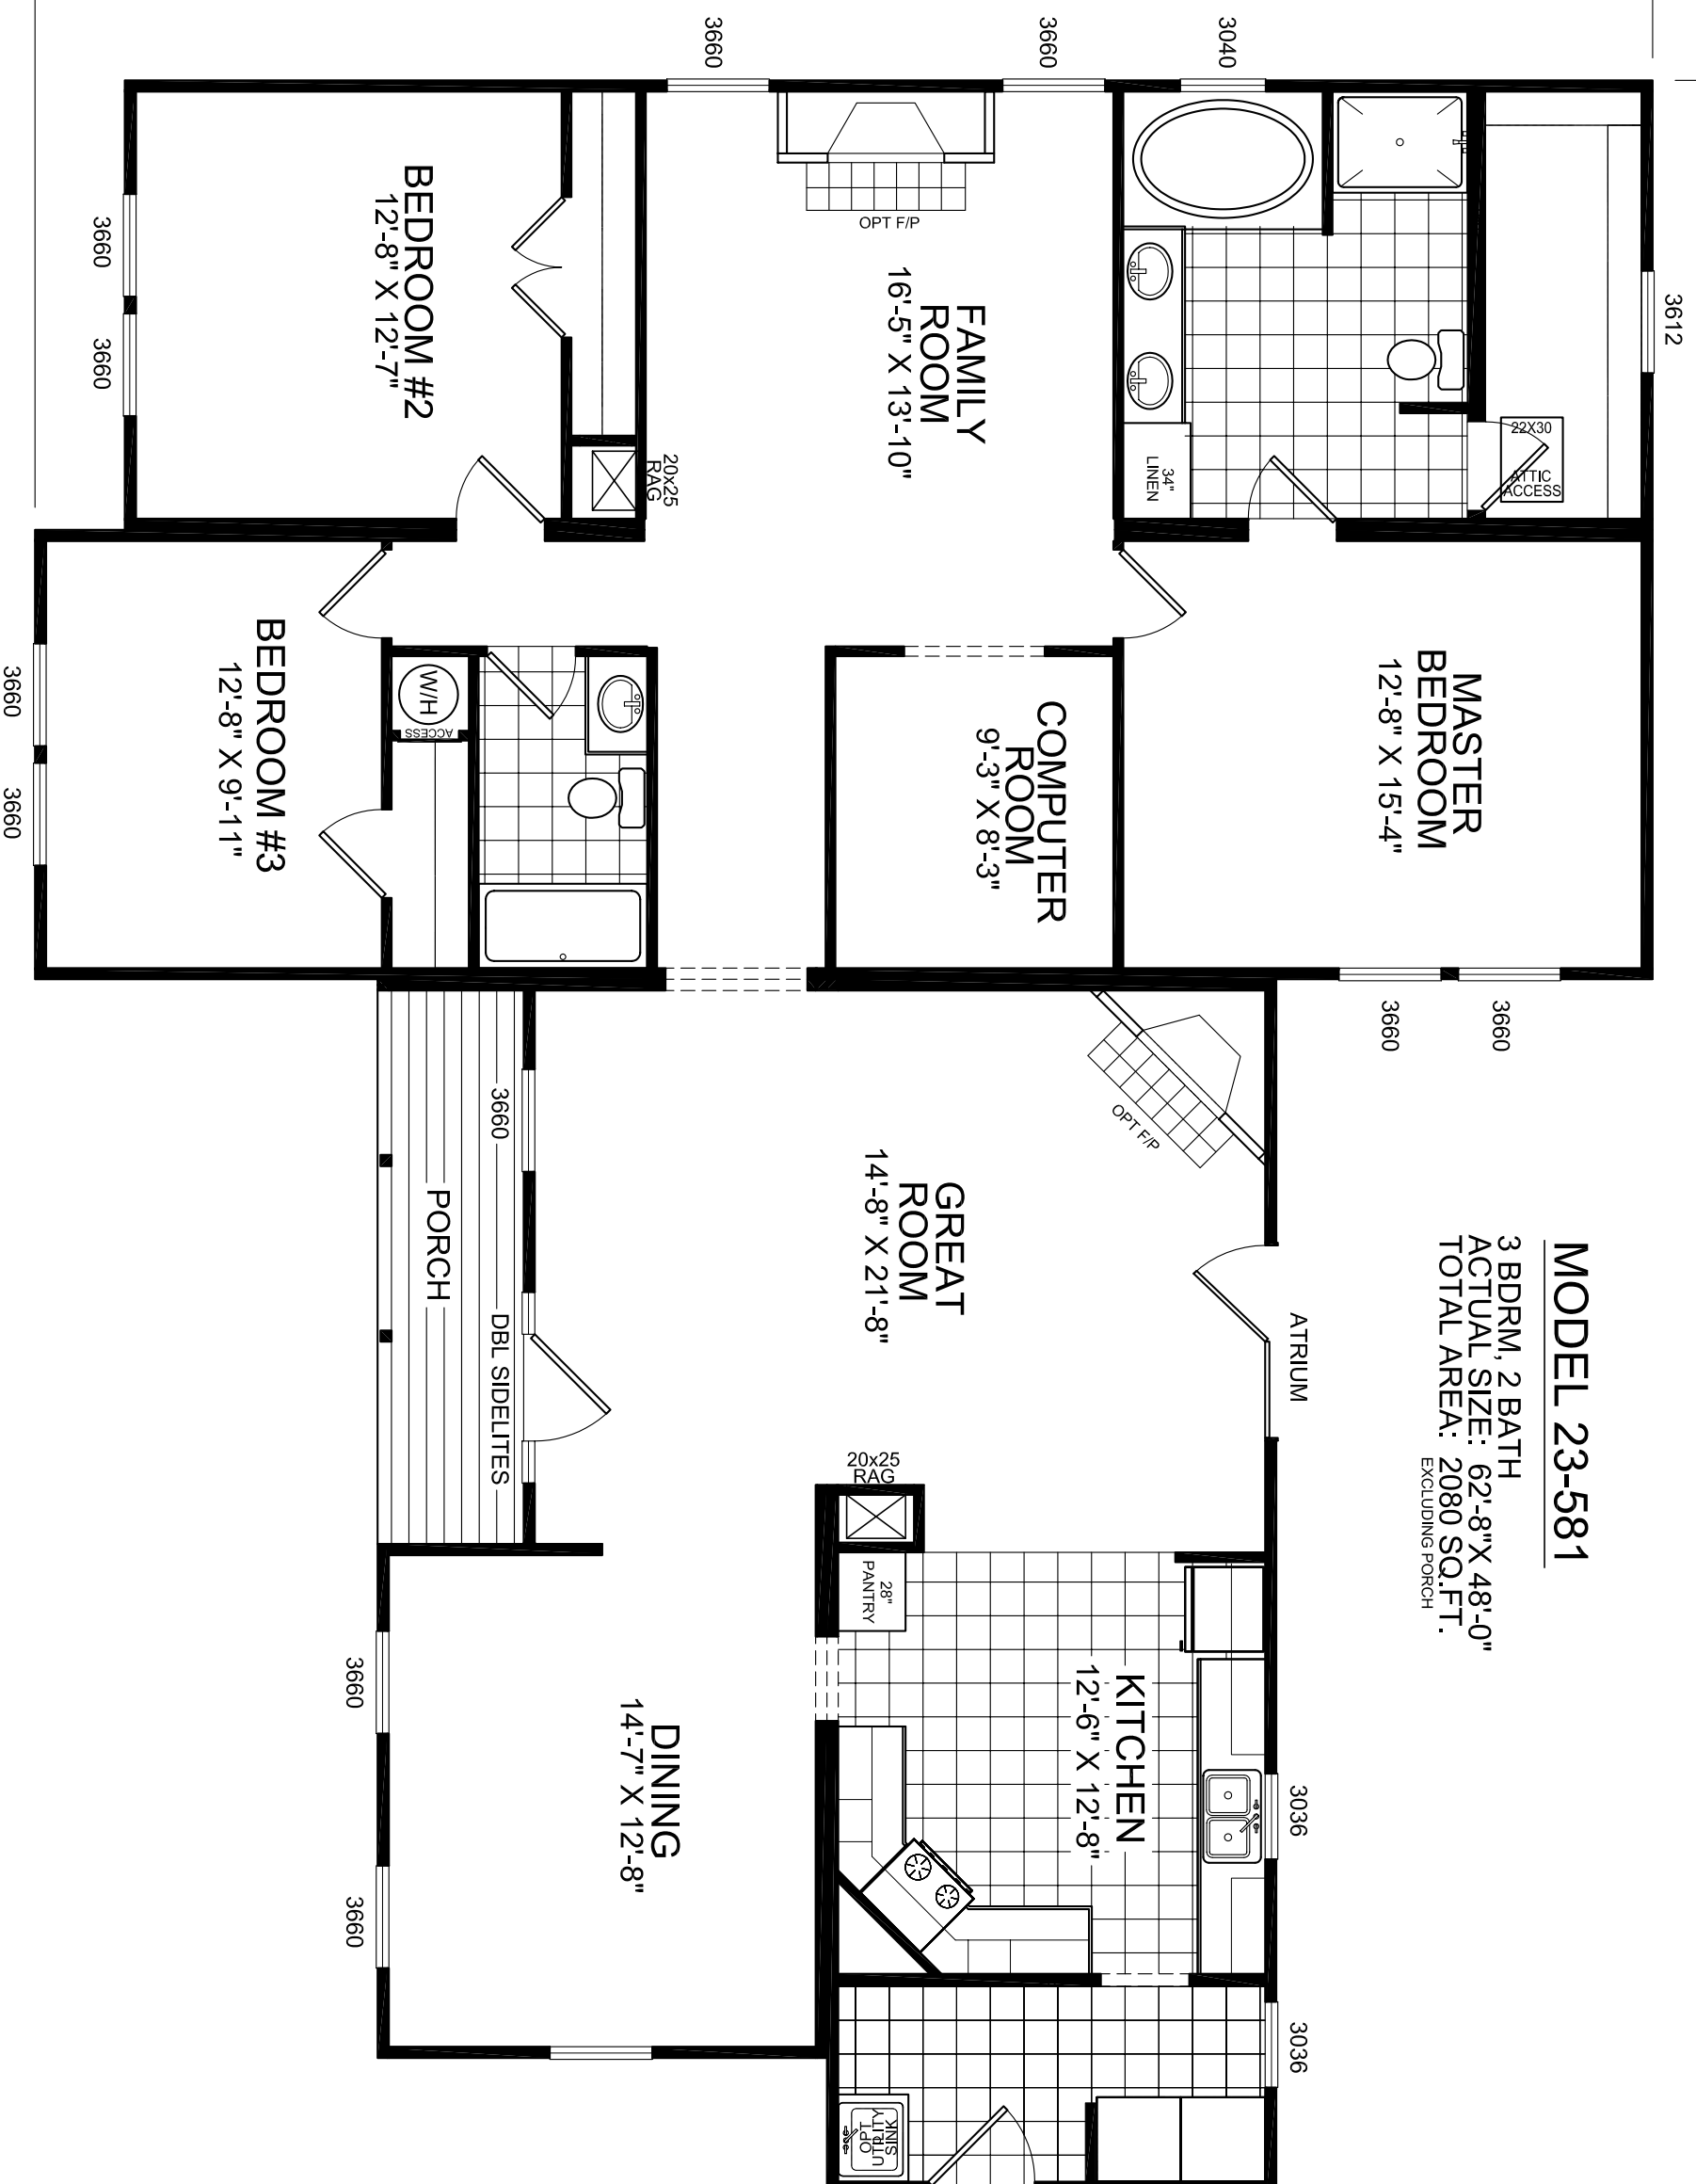 MODEL 23-581
3 BDRM, 2 BATH
ACTUAL SIZE: 62'-8"X 48'-0"
TOTAL AREA: 2080 SQ.FT.
EXCLUDING PORCH
3612
22X30
ATTIC
ACCESS
3040
34"
LINEN
MASTER
BEDROOM
12'-8" X 15'-4"
3660
3660
3660
3660
OPT F/P
FAMILY
ROOM
16'-5" X 13'-10"
COMPUTER
ROOM
9'-3" X 8'-3"
20x25
RAG
BEDROOM #2
12'-8" X 12'-7"
3660
3660
W/H
ACCESS
BEDROOM #3
12'-8" X 9'-11"
3660
3660
OPT F/P
ATRIUM
GREAT
ROOM
14'-8" X 21'-8"
3660
DBL SIDELITES
PORCH
20x25
RAG
28"
PANTRY
KITCHEN
12'-6" X 12'-8"
3036
3036
DINING
14'-7" X 12'-8"
3660
3660
OPT
UTILITY
SINK